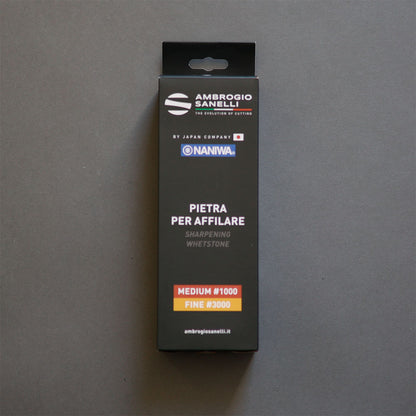 AMBROGIO
SANELLI
THE EVOLUTION OF CUTTING
BY JAPAN COMPANY
NANIWA
PIETRA
PER AFFILARE
SHARPENING
WHETSTONE
MEDIUM #1000
FINE #3000
ambrogiosanelli.it